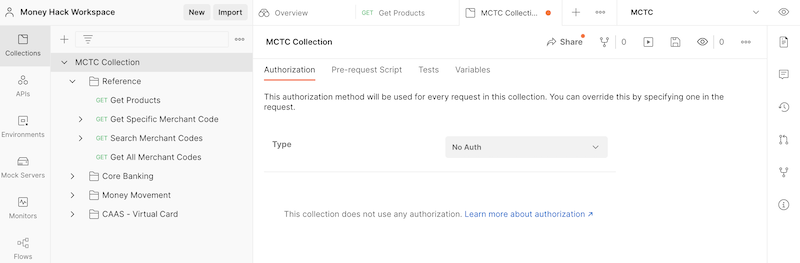 Money Hack Workspace
New
Import
Overview
GET Get Products
MCTC Collecti...
MCTC
Collections
APIs
Environments
Mock Servers
Monitors
Flows
MCTC Collection
Reference
GET Get Products
GET Get Specific Merchant Code
GET Search Merchant Codes
GET Get All Merchant Codes
Core Banking
Money Movement
CAAS - Virtual Card
MCTC Collection
Share
0
0
Authorization
Pre-request Script
Tests
Variables
This authorization method will be used for every request in this collection. You can override this by specifying one in the
request.
Type
No Auth
This collection does not use any authorization. Learn more about authorization ↗